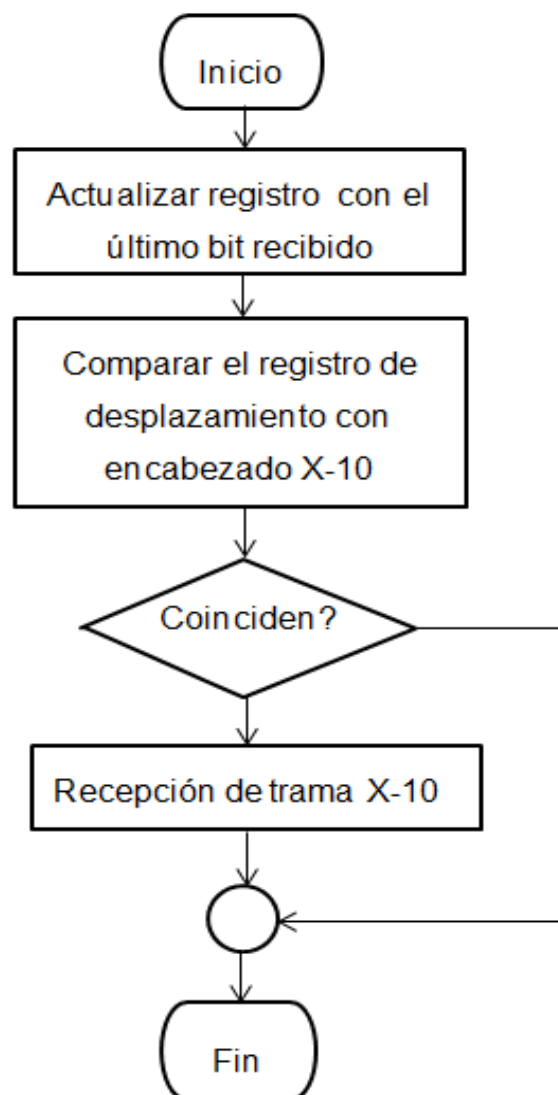 Inicio
Actualizar registro con el
último bit recibido
Comparar el registro de
desplazamiento con
encabezado X-10
Coinciden?
Recepción de trama X-10
Fin